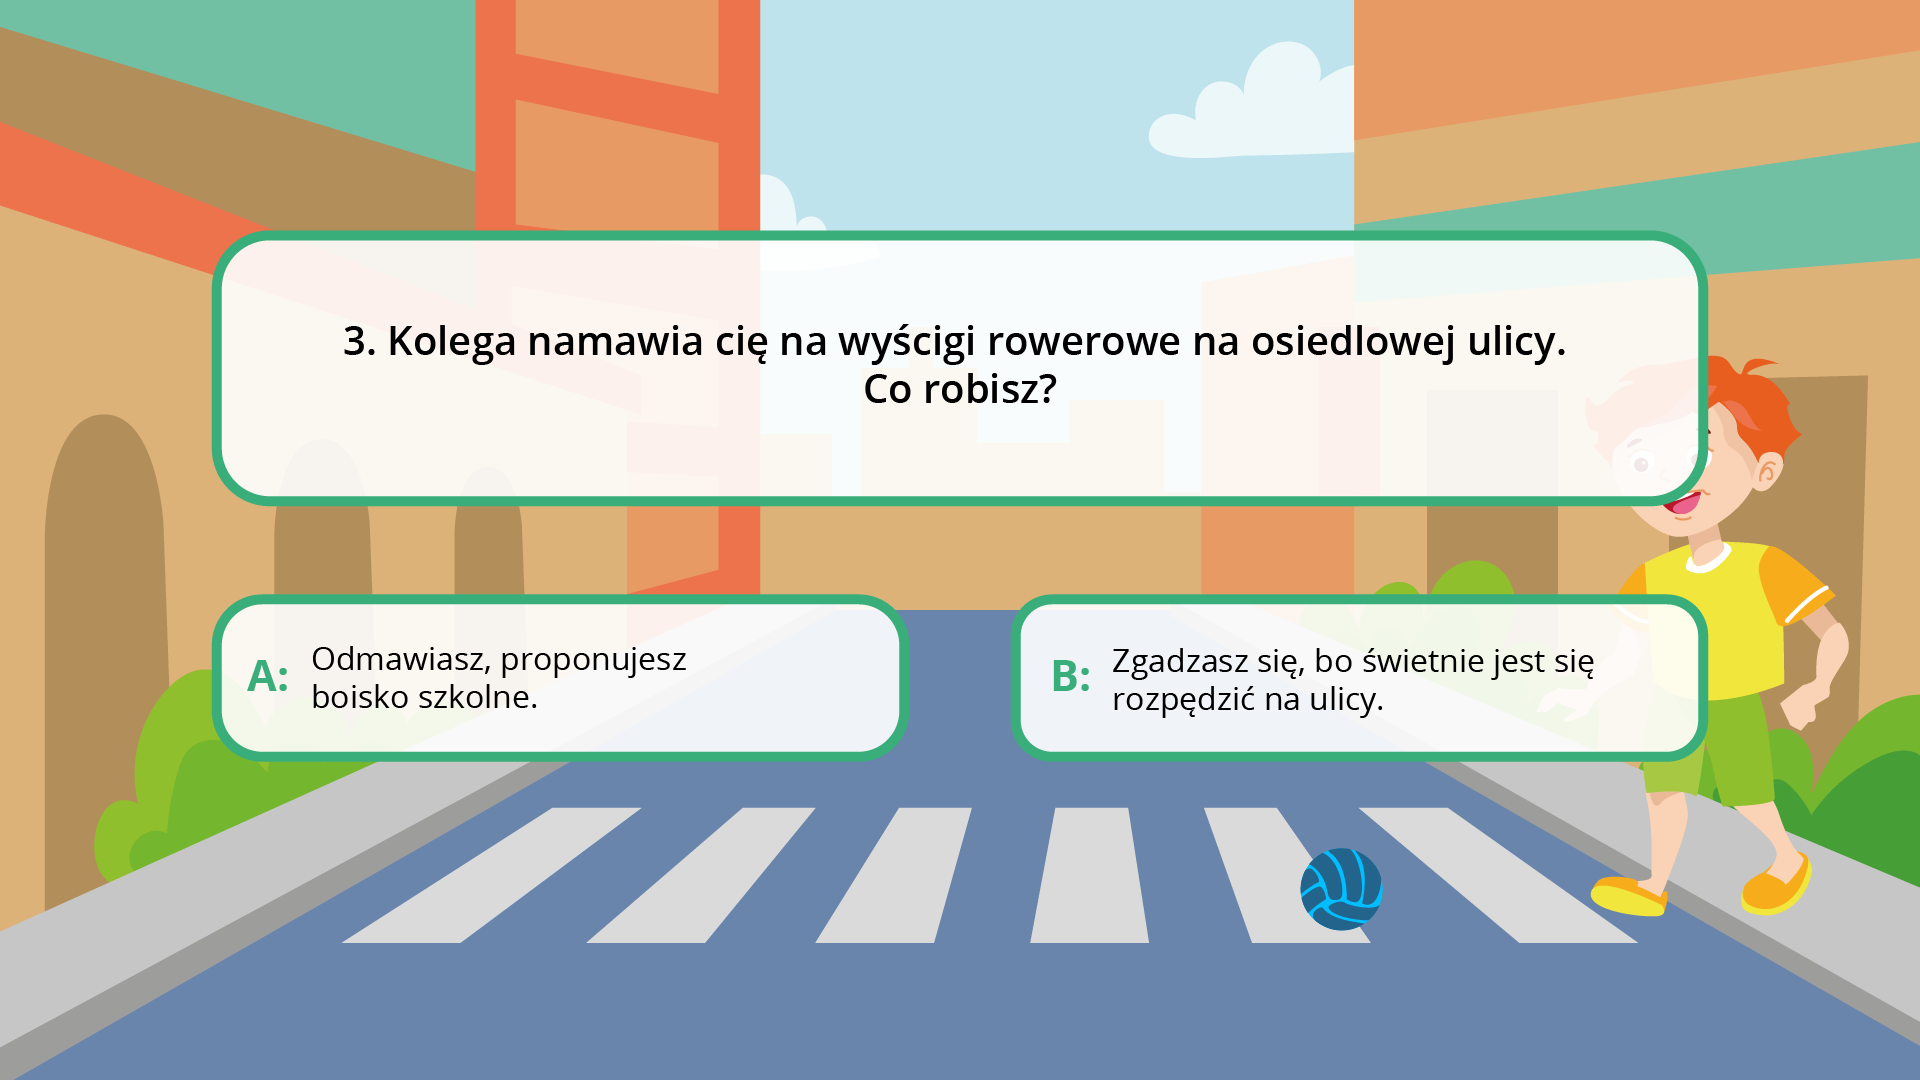 3. Kolega namawia cię na wyścigi rowerowe na osiedlowej ulicy.
Co robisz?
A: Odmawiasz, proponujesz
boisko szkolne.
B: Zgadzasz się, bo świetnie jest się
rozpędzić na ulicy.